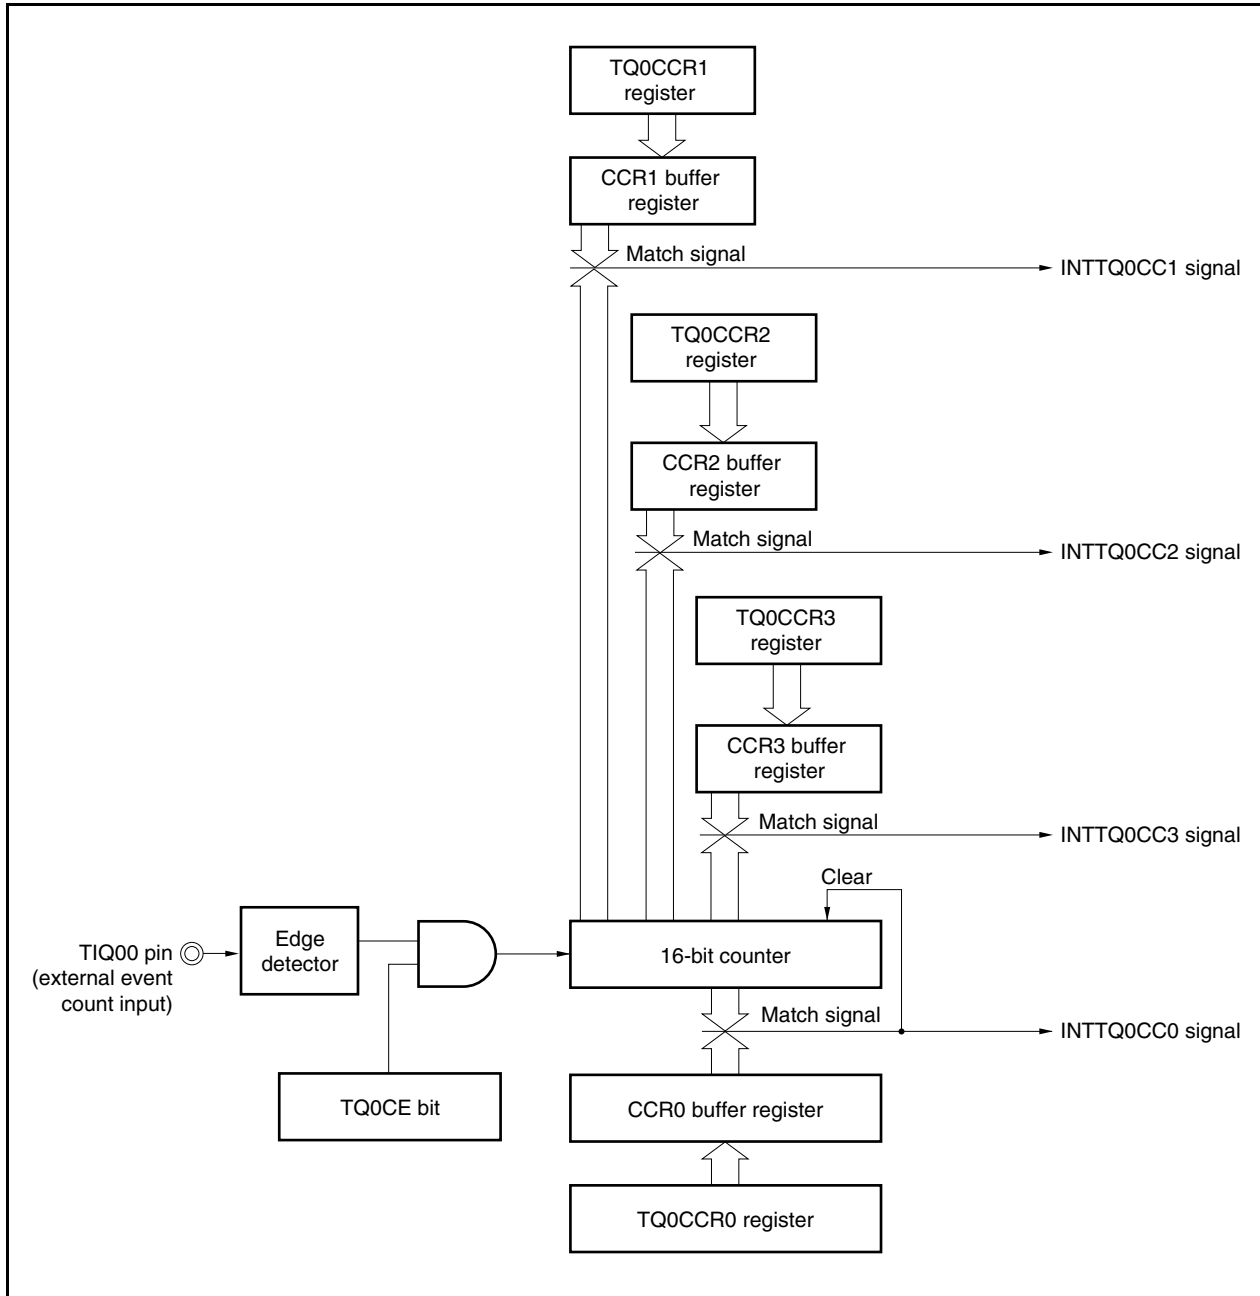 TQ0CCR1
register
CCR1 buffer
register
Match signal
INTTQ0CC1 signal
TQ0CCR2
register
CCR2 buffer
register
Match signal
INTTQ0CC2 signal
TQ0CCR3
register
CCR3 buffer
register
Match signal
INTTQ0CC3 signal
Clear
TIQ00 pin
(external event
count input)
Edge
detector
16-bit counter
Match signal
INTTQ0CC0 signal
TQ0CE bit
CCR0 buffer register
TQ0CCR0 register